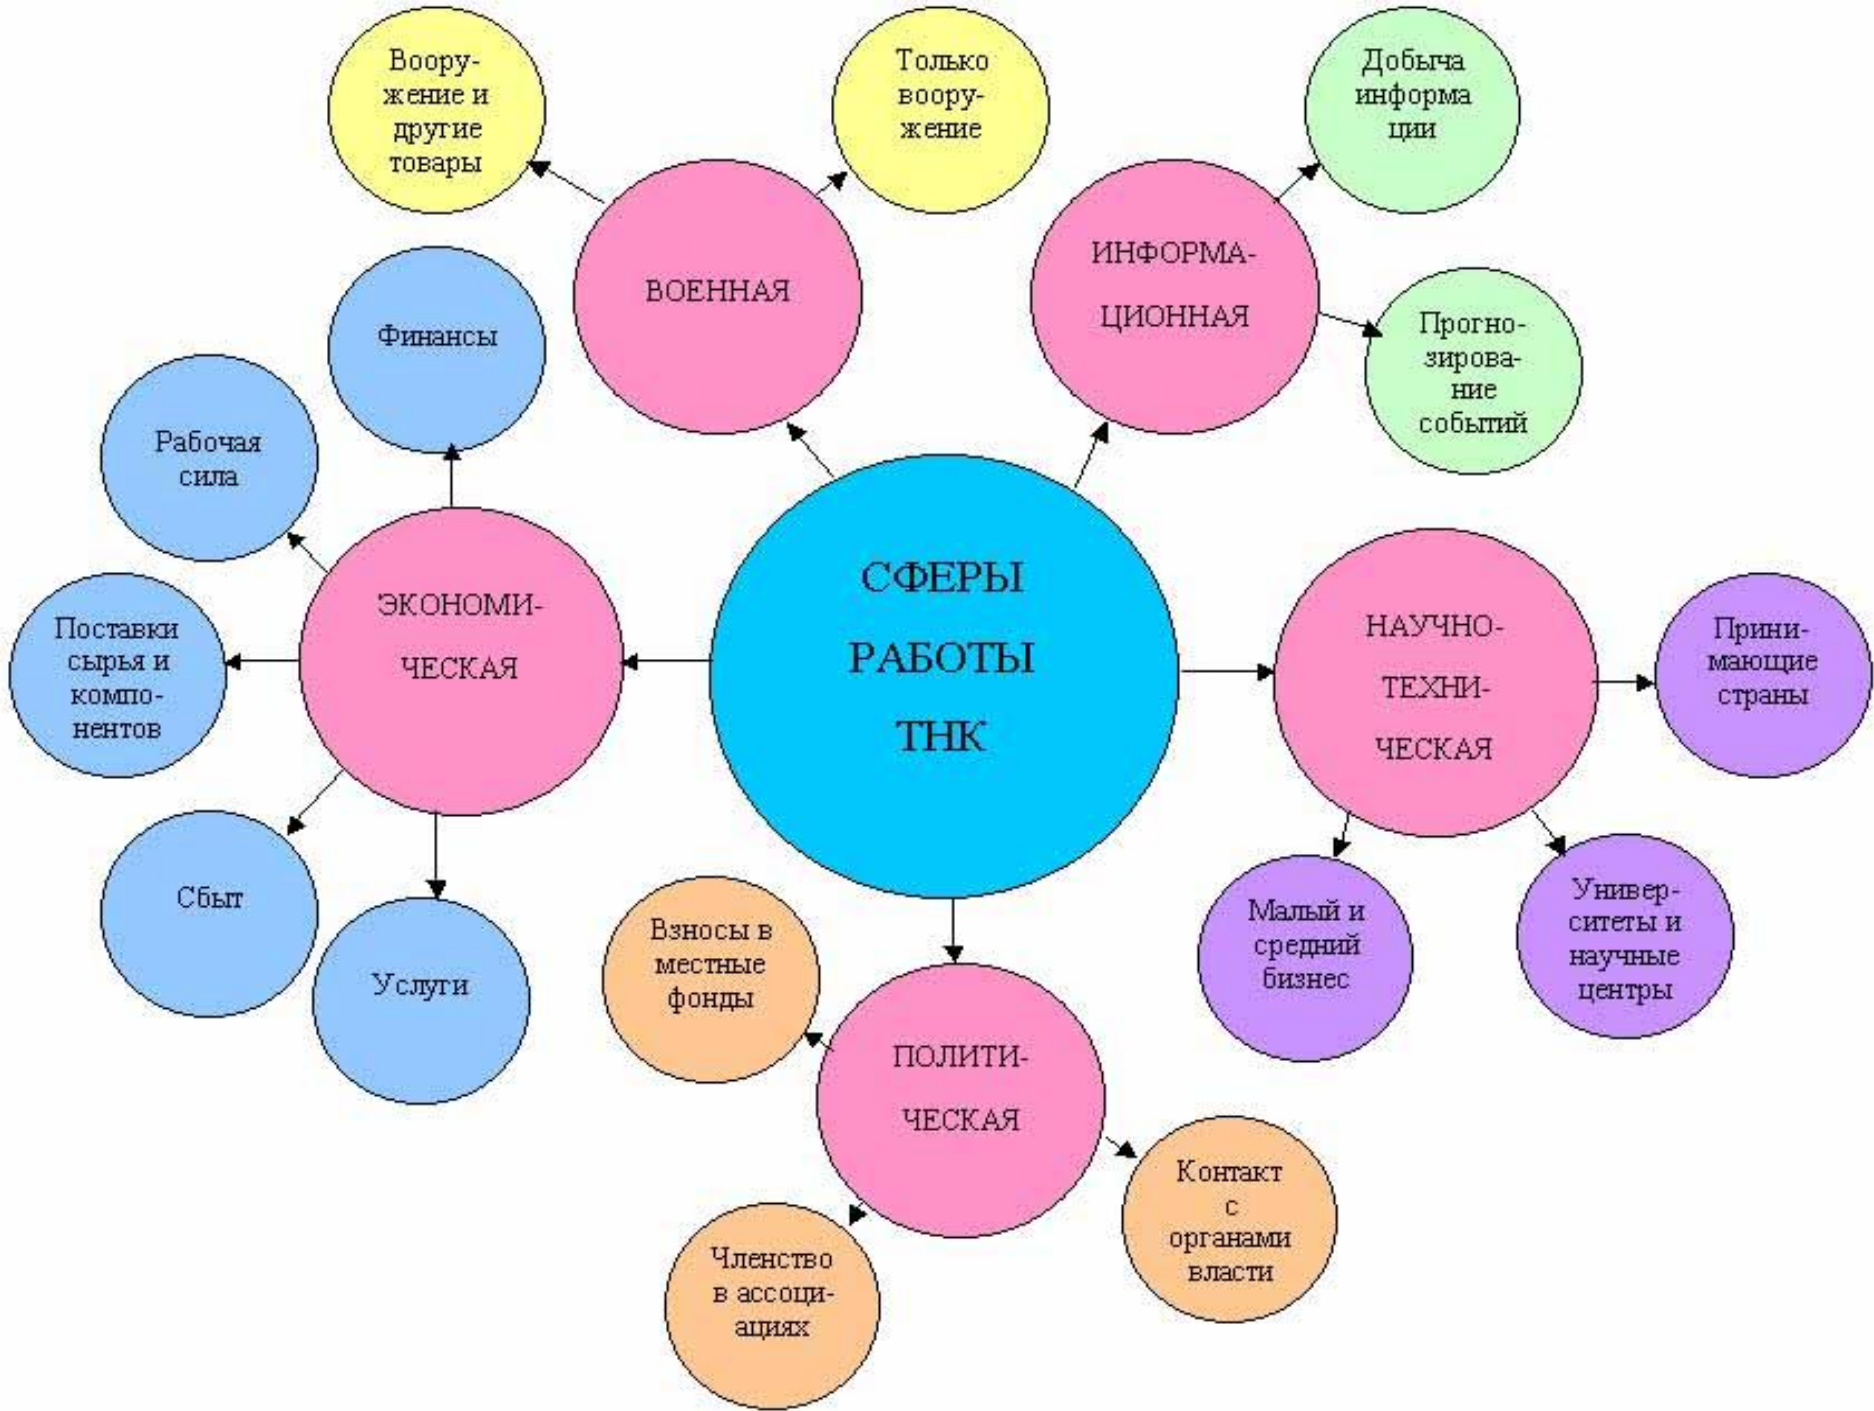 Воору-
жение и
другие
товары
Только
воору-
жение
Добыча
информа
ции
ВОЕННАЯ
ИНФОРМА-
ЦИОННАЯ
Финансы
Прогно-
зирова-
ние
событий
Рабочая
сила
ЭКОНОМИ-
ЧЕСКАЯ
СФЕРЫ
РАБОТЫ
ТНК
НАУЧНО-
ТЕХНИ-
ЧЕСКАЯ
Прини-
мающие
страны
Поставки
сырья и
компо-
нентов
Сбыт
Услуги
Взносы в
местные
фонды
Малый и
средний
бизнес
Универ-
ситеты и
научные
центры
ПОЛИТИ-
ЧЕСКАЯ
Контакт
с
органами
власти
Членство
в ассоци-
ациях